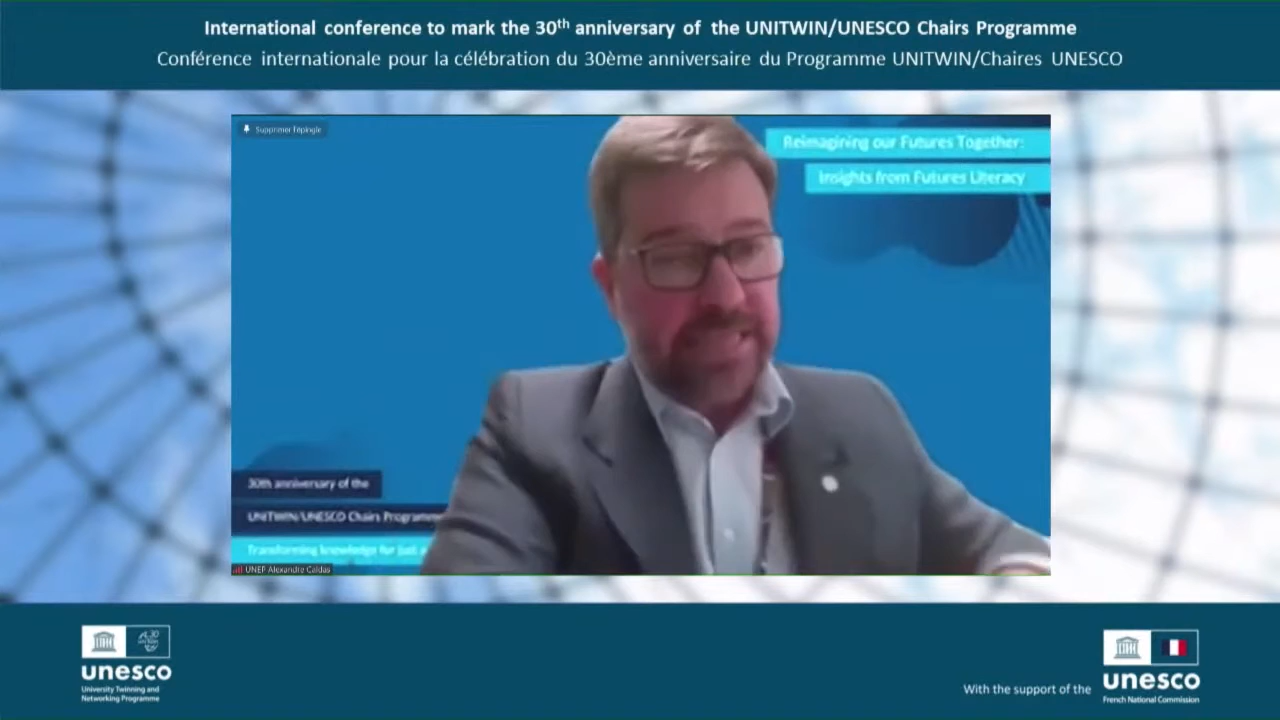 International conference to mark the 30th anniversary of the UNITWIN/UNESCO Chairs Programme
Conférence internationale pour la célébration du 30ème anniversaire du Programme UNITWIN/Chaires UNESCO
Supprimer l'épingle
Reimagining our Futures Together:
Insights from Futures Literacy
30th anniversary of the
UNITWIN/UNESCO Chairs Programme
Transforming knowledge for just
UNEP Alexandre Caldas
unesco
University Twinning and
Networking Programme
With the support of the
unesco
French National Commission